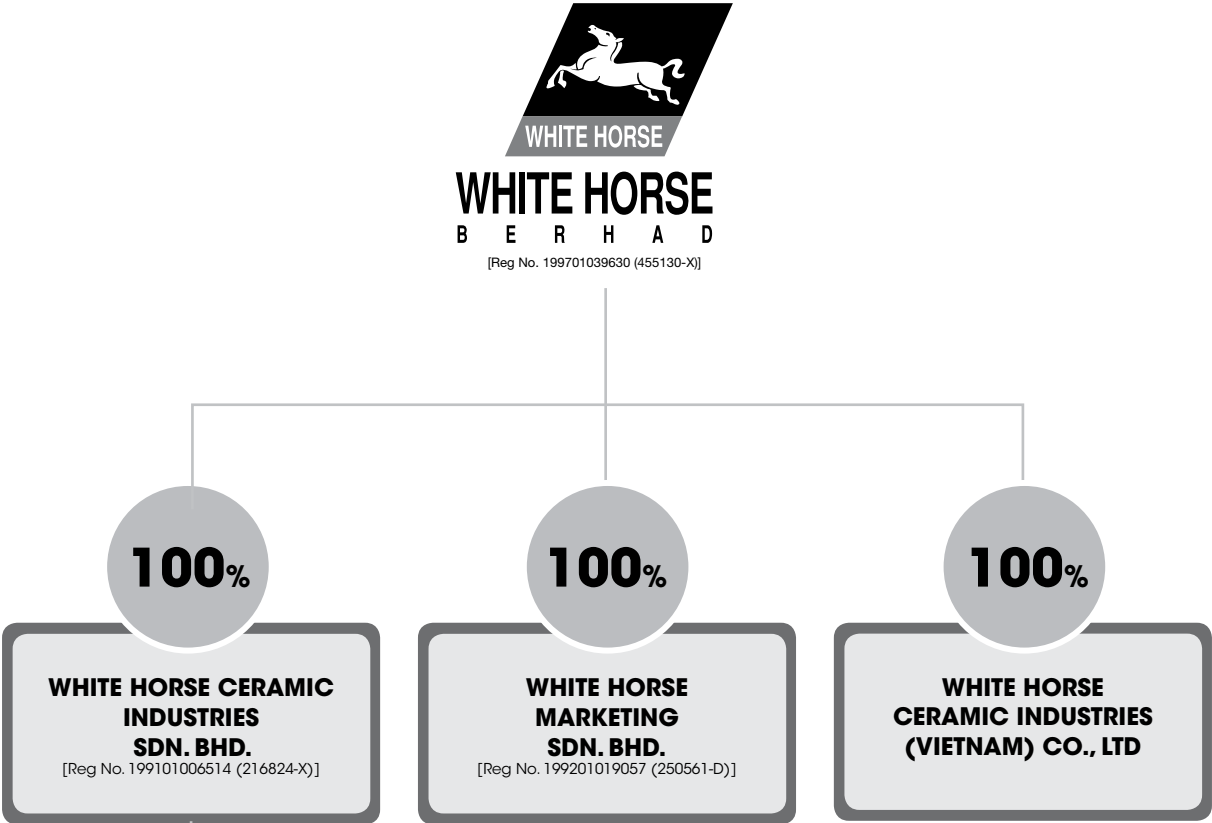 WHITE HORSE
WHITE HORSE
BERHAD
[Reg No. 199701039630 (455130-X)]
100%
100%
100%
WHITE HORSE CERAMIC
INDUSTRIES
SDN. BHD.
[Reg No. 199101006514 (216824-X)]
WHITE HORSE
MARKETING
SDN. BHD.
[Reg No. 199201019057 (250561-D)]
WHITE HORSE
CERAMIC INDUSTRIES
(VIETNAM) CO., LTD